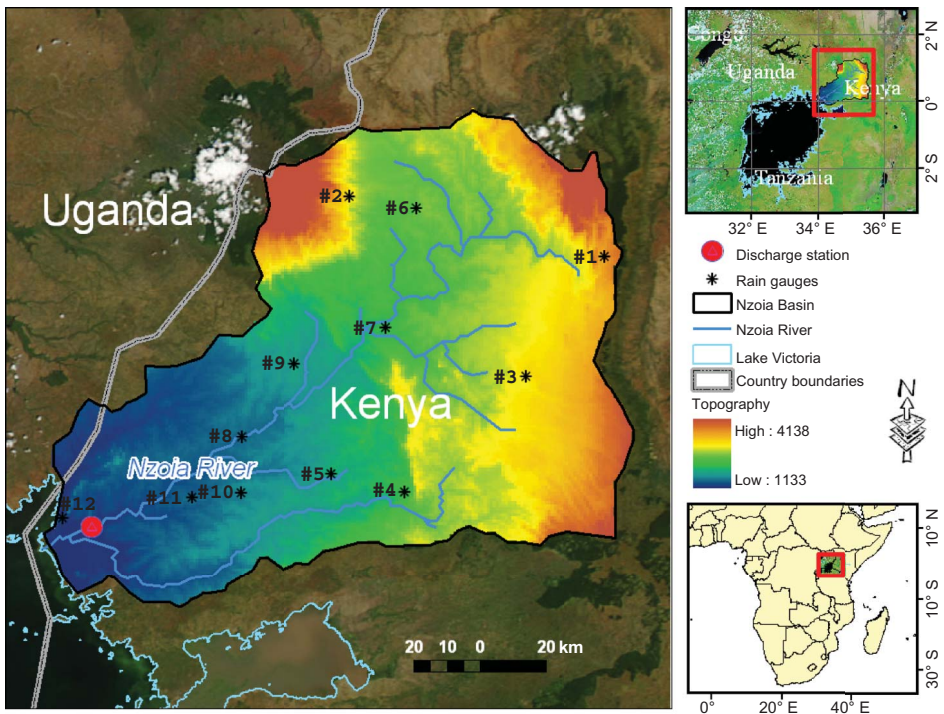 Uganda
#2
#6
#1
#7
#9
#3
Kenya
#8
Nzoia River
#5
#4
#11
#10
#12
20 10 0 20 km
Congo
Uganda
Kenya
Tanzania
2° N
0°
2° S
32° E 34° E 36° E
Discharge station
Rain gauges
Nzoia Basin
Nzoia River
Lake Victoria
Country boundaries
Topography
High : 4138
Low : 1133
N
10° N
10° S
30° S
0° 20° E 40° E